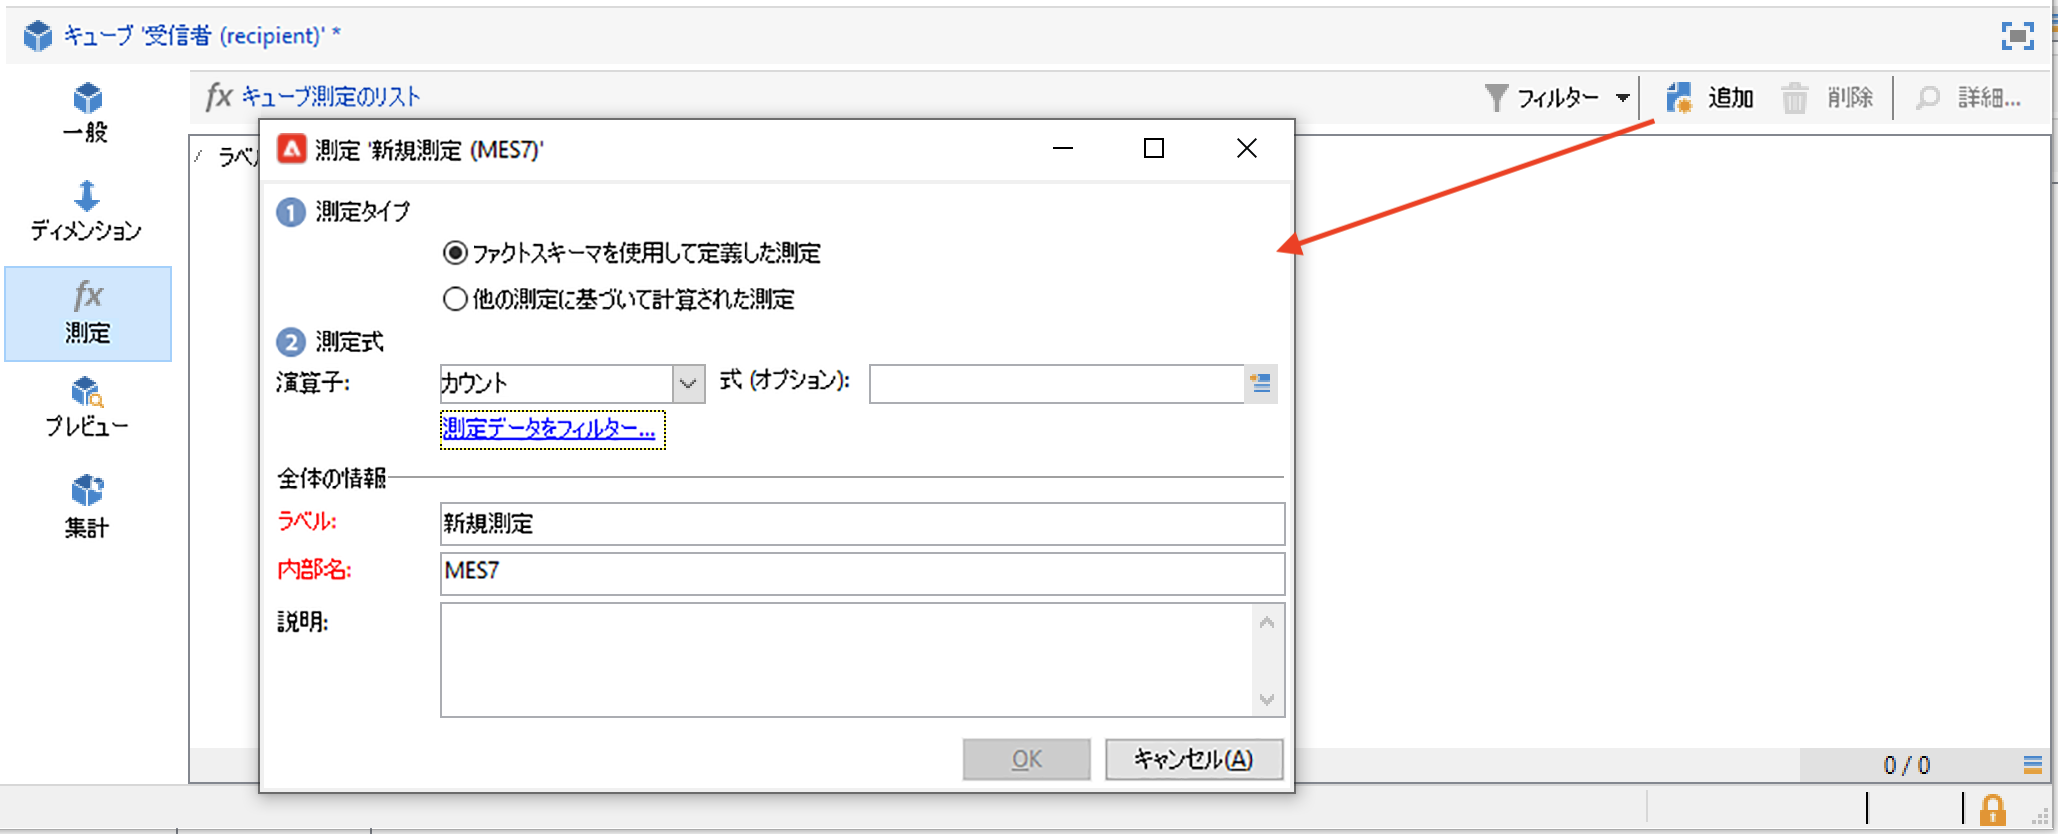 キューブ '受信者 (recipient)' *
一般
ディメンション
fx
測定
プレビュー
集計
fx キューブ測定のリスト
フィルター
追加
削除
詳細...
測定 '新規測定 (MES7)'
1 測定タイプ
ファクトスキーマを使用して定義した測定
他の測定に基づいて計算された測定
2 測定式
演算子: カウント 式 (オプション):
測定データをフィルター...
全体の情報
ラベル: 新規測定
内部名: MES7
説明:
OK キャンセル(A)
0 / 0